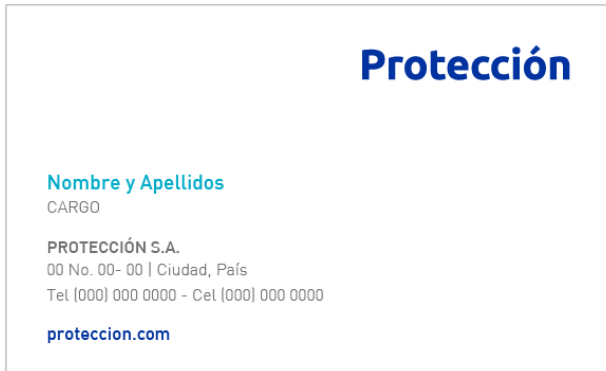 Protección
Nombre y Apellidos
CARGO
PROTECCIÓN S.A.
00 No. 00- 00 | Ciudad, País
Tel (000) 000 0000 - Cel (000) 000 0000
proteccion.com